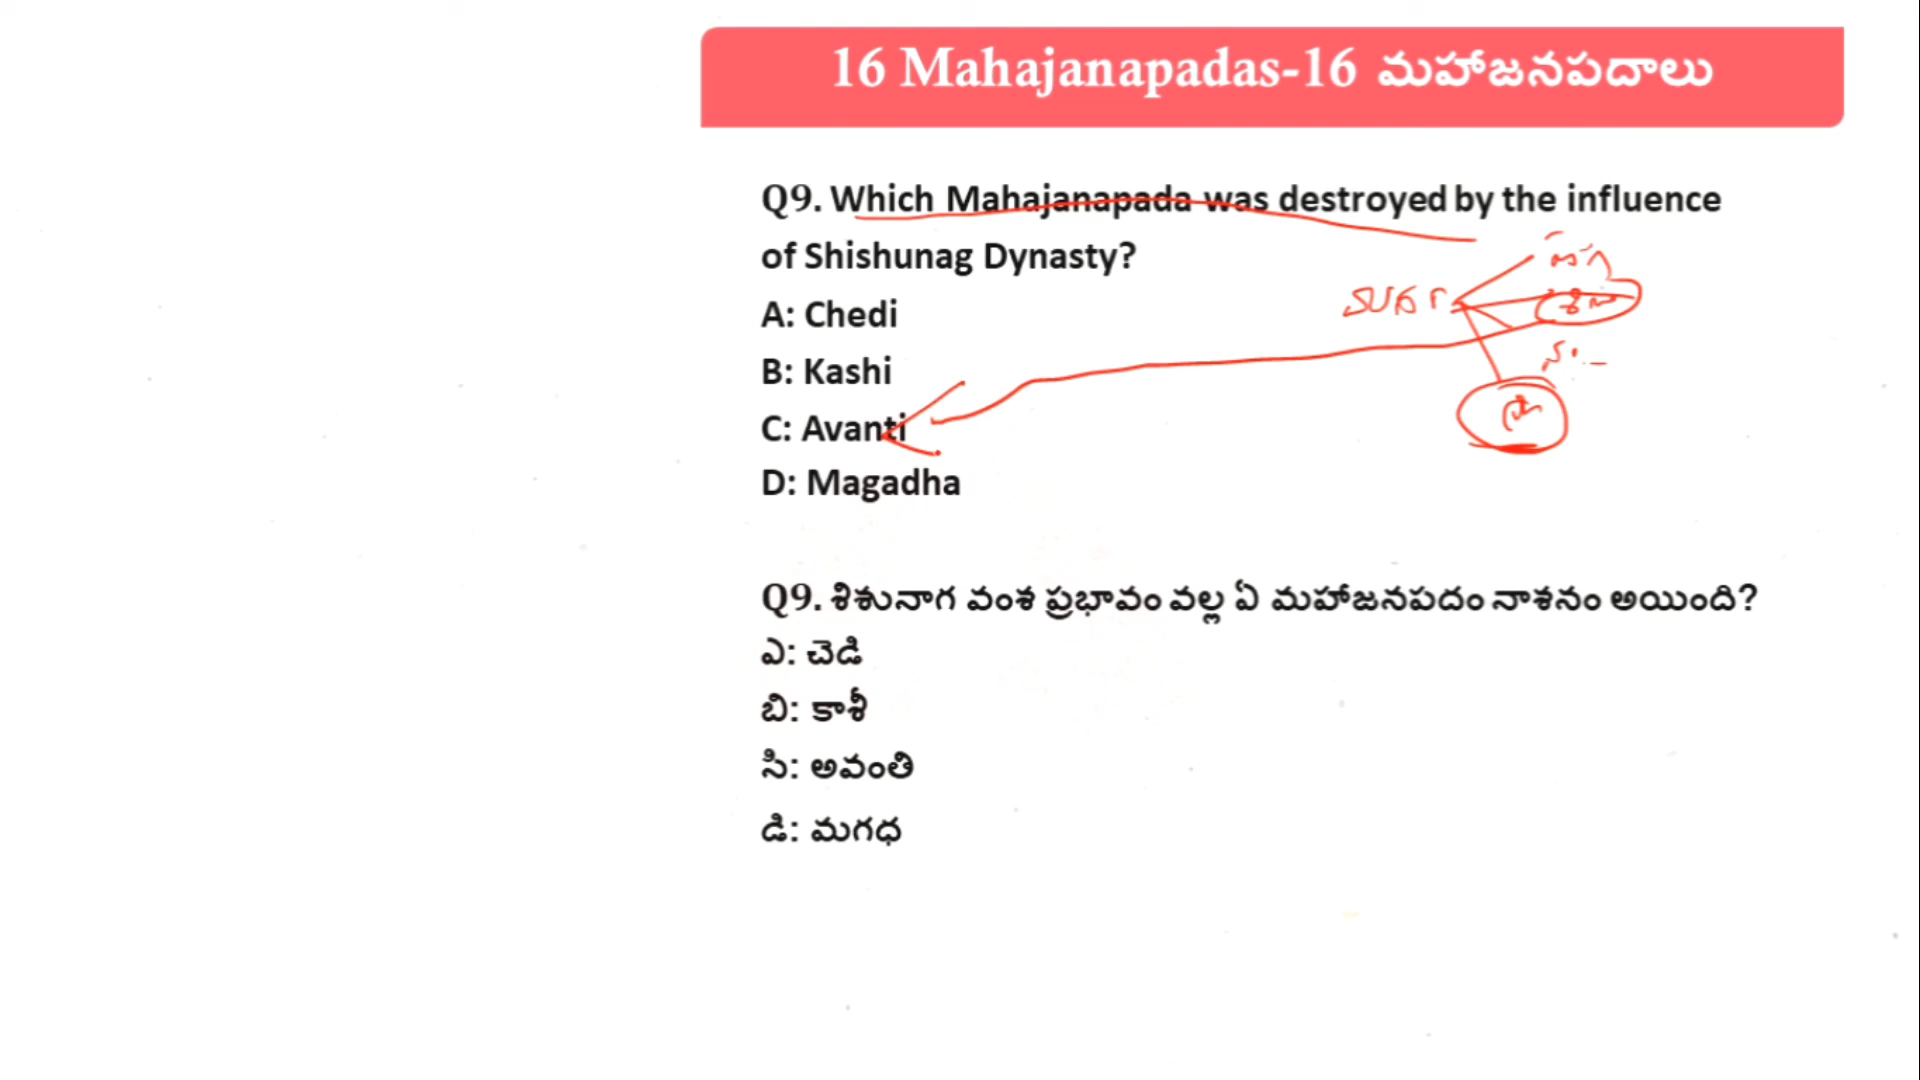 16 Mahajanapadas-16 మహాజనపదాలు
Q9. Which Mahajanapada was destroyed by the influence
of Shishunag Dynasty?
A: Chedi
B: Kashi
C: Avanti
D: Magadha
Q9. శిశునాగ వంశ ప్రభావం వల్ల ఏ మహాజనపదం నాశనం అయింది?
ఎ: చెడి
బి: కాశీ
సి: అవంతి
డి: మగధ